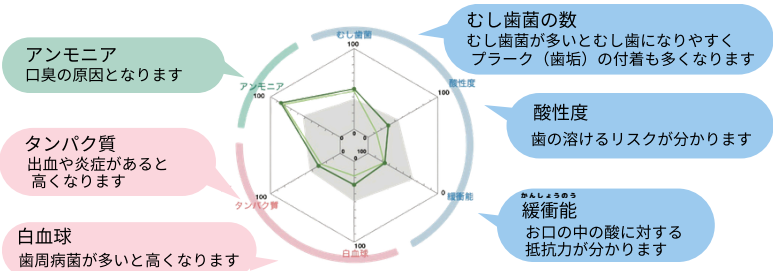 むし歯菌の数
むし歯菌が多いとむし歯になりやすく
プラーク（歯垢）の付着も多くなります
アンモニア
口臭の原因となります
酸性度
歯の溶けるリスクが分かります
タンパク質
出血や炎症があると
高くなります
かんしょうのう
緩衝能
お口の中の酸に対する
抵抗力が分かります
白血球
歯周病菌が多いと高くなります
むし歯菌
100
酸性度
100
緩衝能
0
白血球
100
タンパク質
100
アンモニア
100
0
0
0
0
0
100